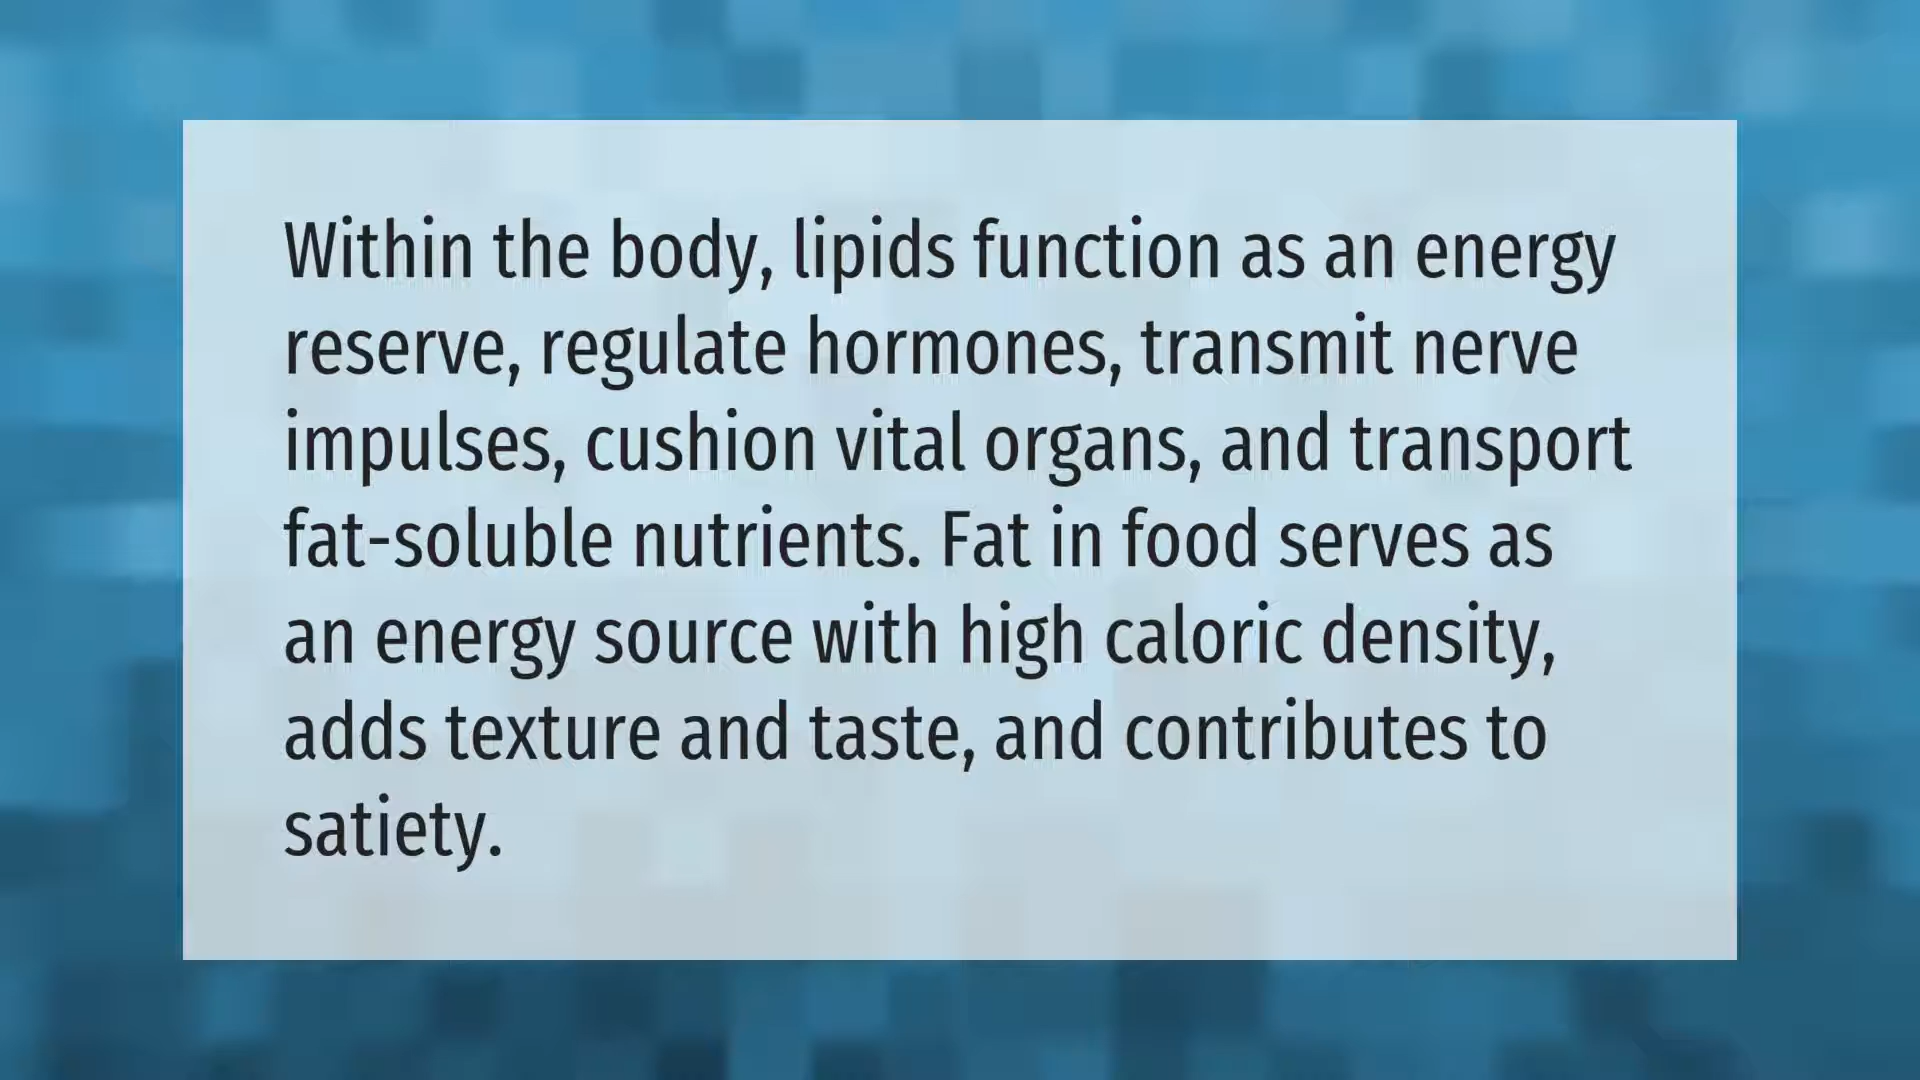 Within the body, lipids function as an energy
reserve, regulate hormones, transmit nerve
impulses, cushion vital organs, and transport
fat-soluble nutrients. Fat in food serves as
an energy source with high caloric density,
adds texture and taste, and contributes to
satiety.